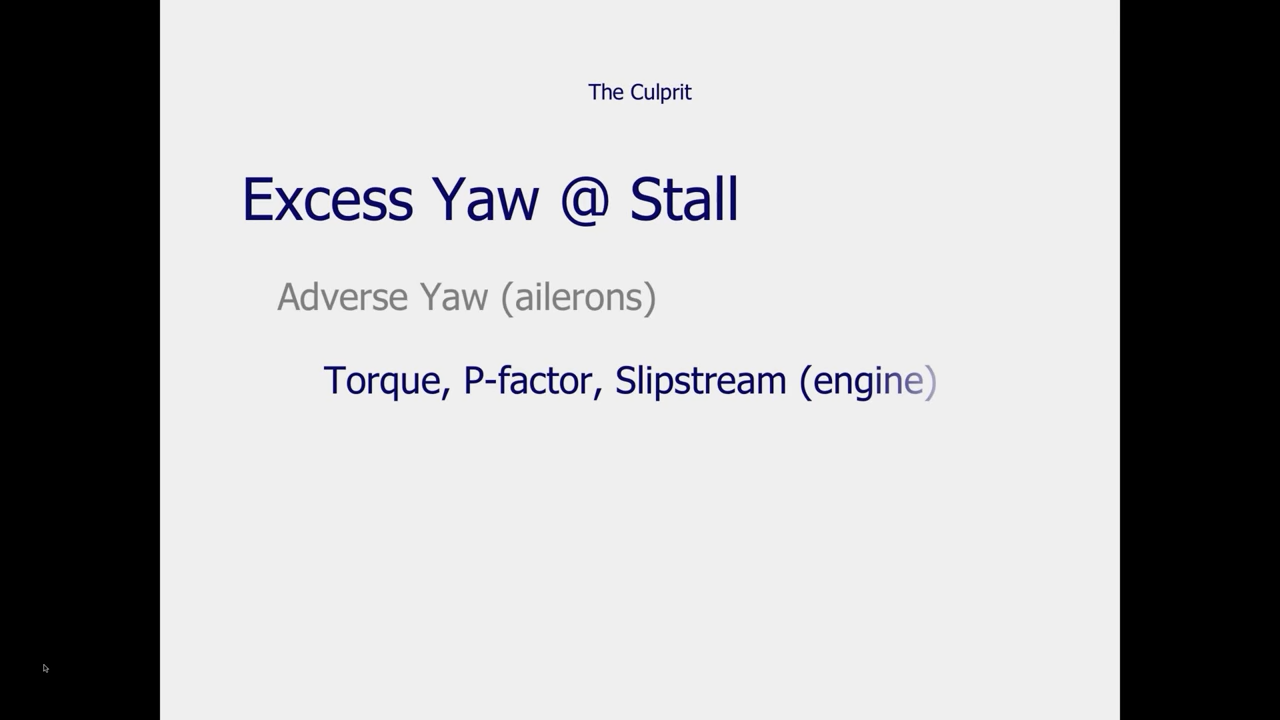 The Culprit
Excess Yaw @ Stall
Adverse Yaw (ailerons)
Torque, P-factor, Slipstream (engine)